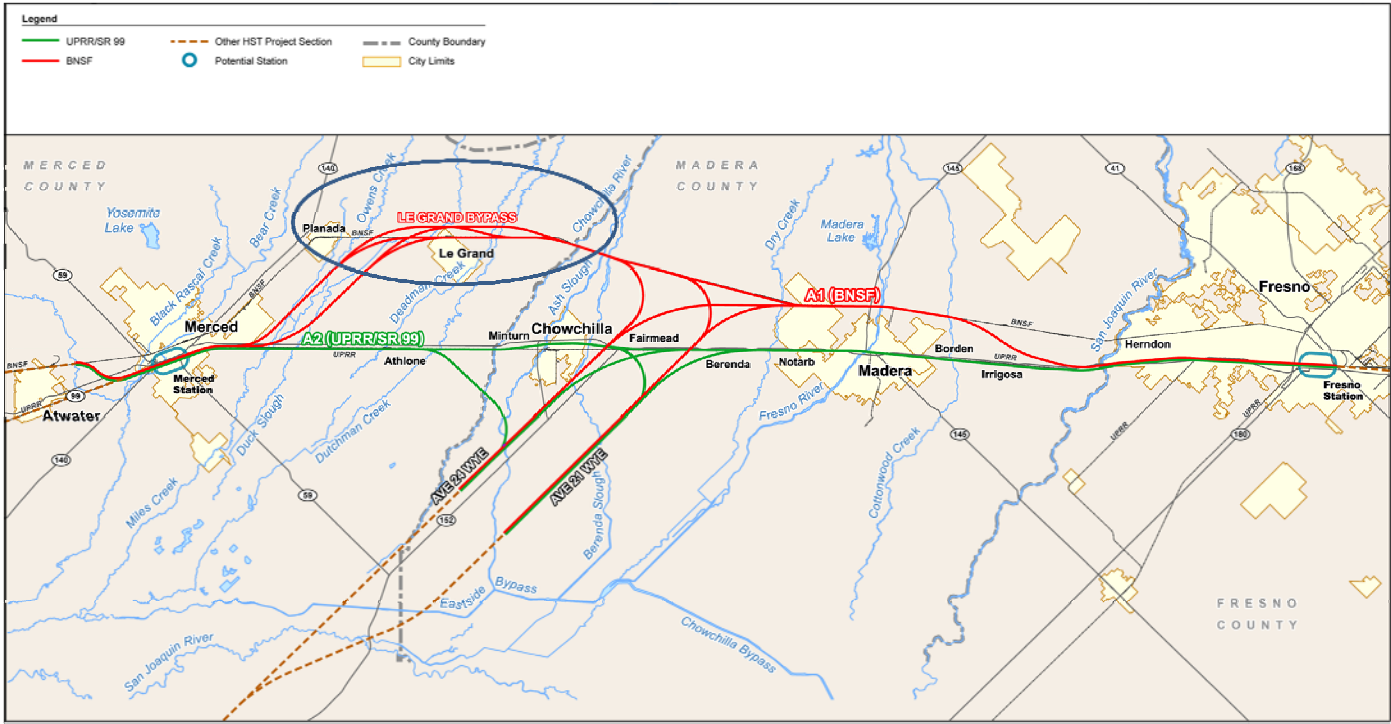 Legend
UPRR/SR 99
Other HST Project Section
County Boundary
BNSF
Potential Station
City Limits
MERCED
COUNTY
MADERA
COUNTY
140
145
41
168
Yosemite
Lake
Bear Creek
Owens Creek
Chowchilla River
LE GRAND BYPASS
Planada
BNSF
Le Grand
Dry Creek
Madera
Lake
59
Black Rascal Creek
BNSF
Deadman Creek
Ash Slough
San Joaquin River
Fresno
A1 (BNSF)
Merced
A2 (UPRR/SR 99)
UPRR
Minturn
Chowchilla
Fairmead
BNSF
Herndon
BNSF
Athlone
Berenda
Notarb
Madera
Borden
UPRR
Irrigosa
Merced
Station
99
UPRR
Atwater
Fresno
Station
Fresno River
UPRR
UPRR
Duck Slough
Dutchman Creek
140
145
180
59
AVE 24 WYE
AVE 21 WYE
Miles Creek
152
Berenda Slough
Cottonwood Creek
Eastside
Bypass
Chowchilla Bypass
San Joaquin River
FRESNO
COUNTY